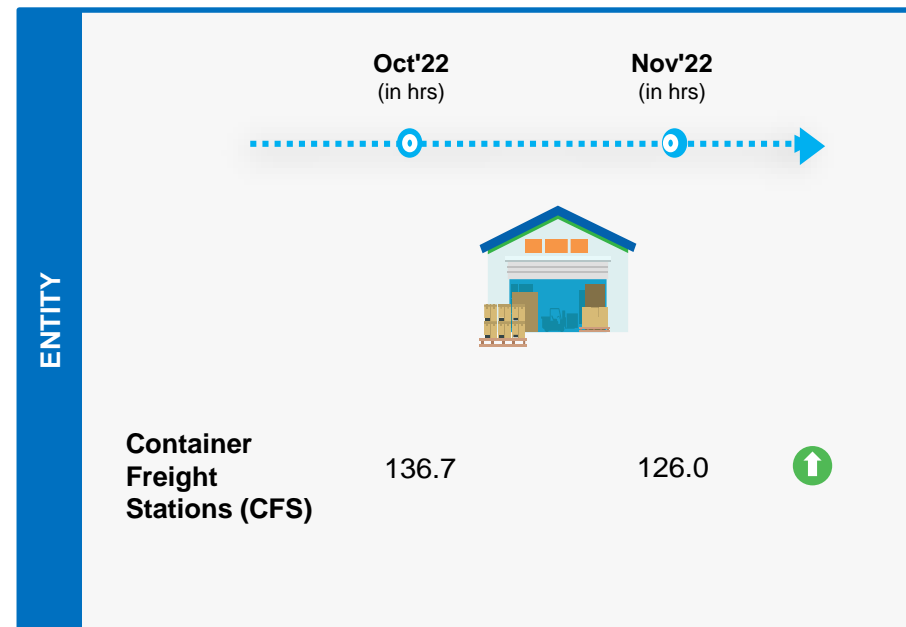 Oct'22
(in hrs)
Nov'22
(in hrs)
ENTITY
Container
Freight
Stations (CFS)
136.7
126.0